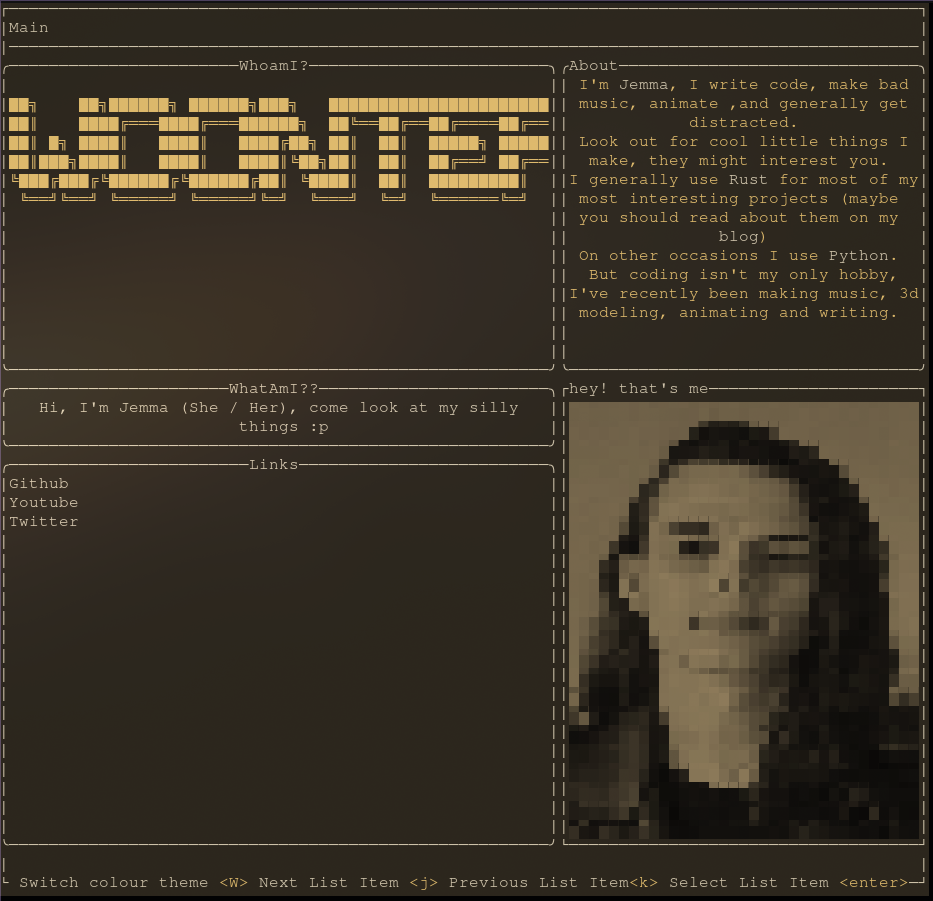 Main
WhoamI?
About
I'm Jemma, I write code, make bad
music, animate ,and generally get
distracted.
Look out for cool little things I
make, they might interest you.
I generally use Rust for most of my
most interesting projects (maybe
you should read about them on my
blog)
On other occasions I use Python.
But coding isn't my only hobby,
I've recently been making music, 3d
modeling, animating and writing.
WhatAmI??
Hi, I'm Jemma (She / Her), come look at my silly
things :p
hey! that's me
Links
Github
Youtube
Twitter
Switch colour theme <W> Next List Item <j> Previous List Item<k> Select List Item <enter>